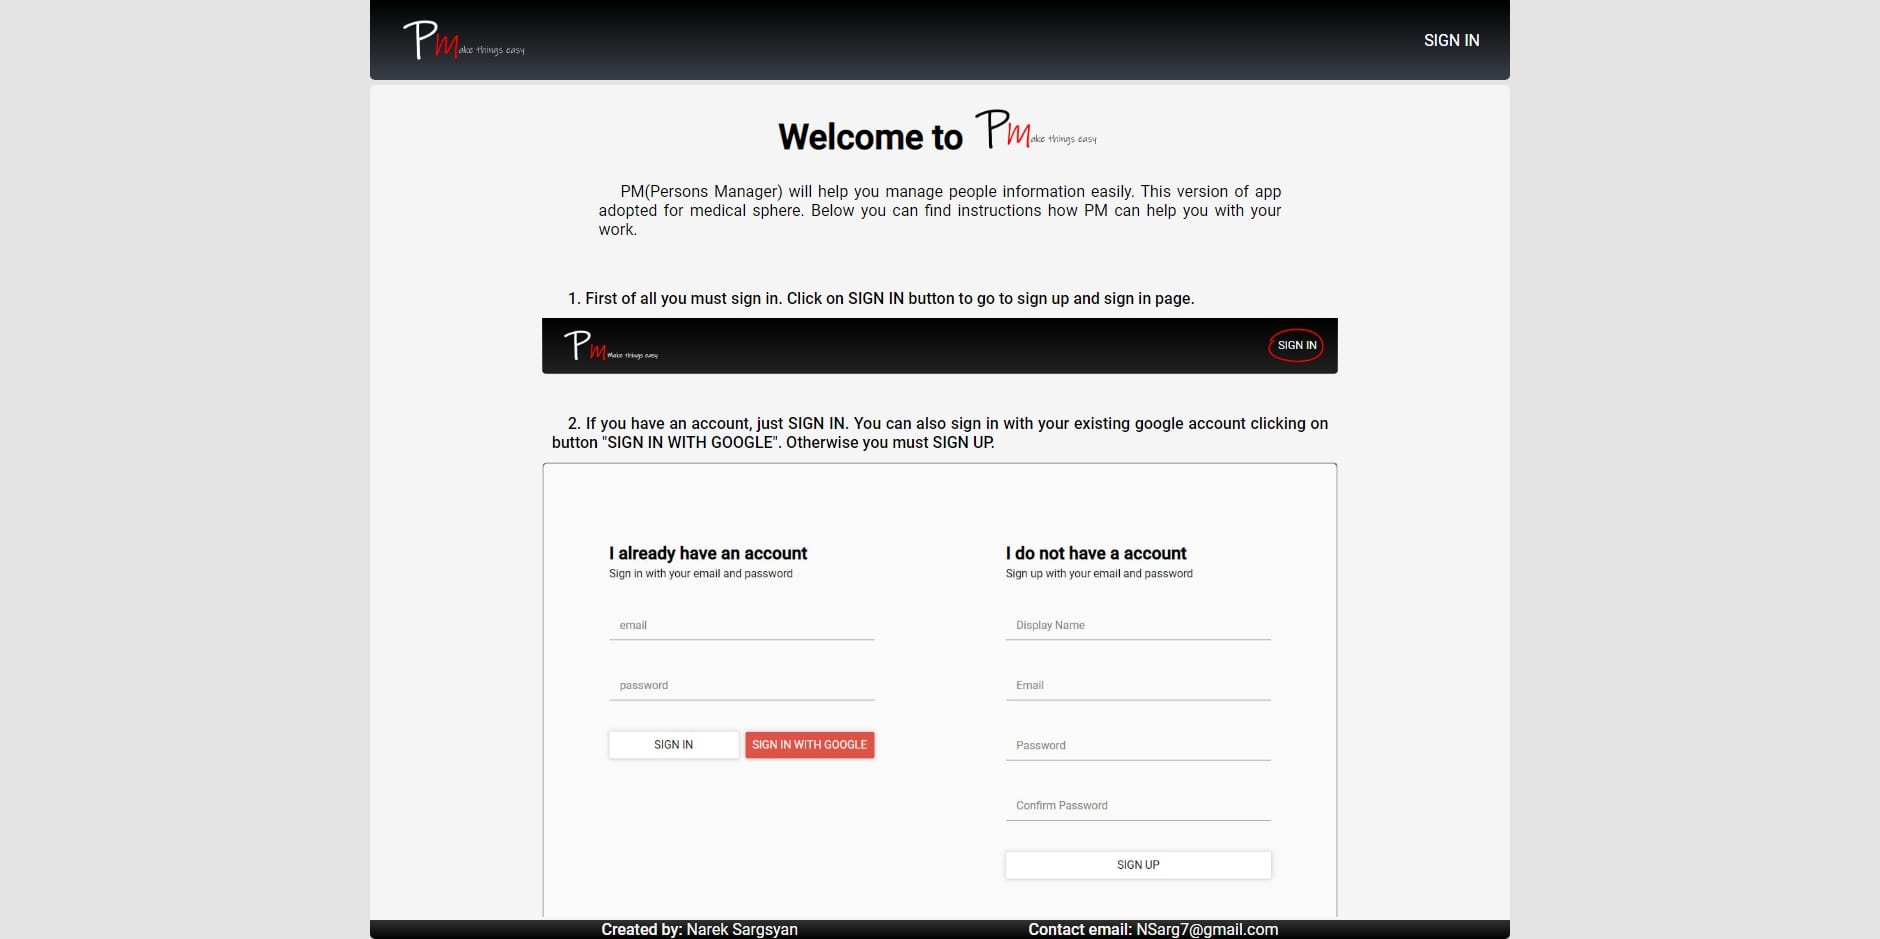 PMake things easy
SIGN IN
Welcome to PMake things easy
PM(Persons Manager) will help you manage people information easily. This version of app
adopted for medical sphere. Below you can find instructions how PM can help you with your
work.
1. First of all you must sign in. Click on SIGN IN button to go to sign up and sign in page.
PM Make things easy
SIGN IN
2. If you have an account, just SIGN IN. You can also sign in with your existing google account clicking on
button "SIGN IN WITH GOOGLE". Otherwise you must SIGN UP.
I already have an account
Sign in with your email and password
email
password
SIGN IN
SIGN IN WITH GOOGLE
I do not have a account
Sign up with your email and password
Display Name
Email
Password
Confirm Password
SIGN UP
Created by: Narek Sargsyan
Contact email: NSarg7@gmail.com